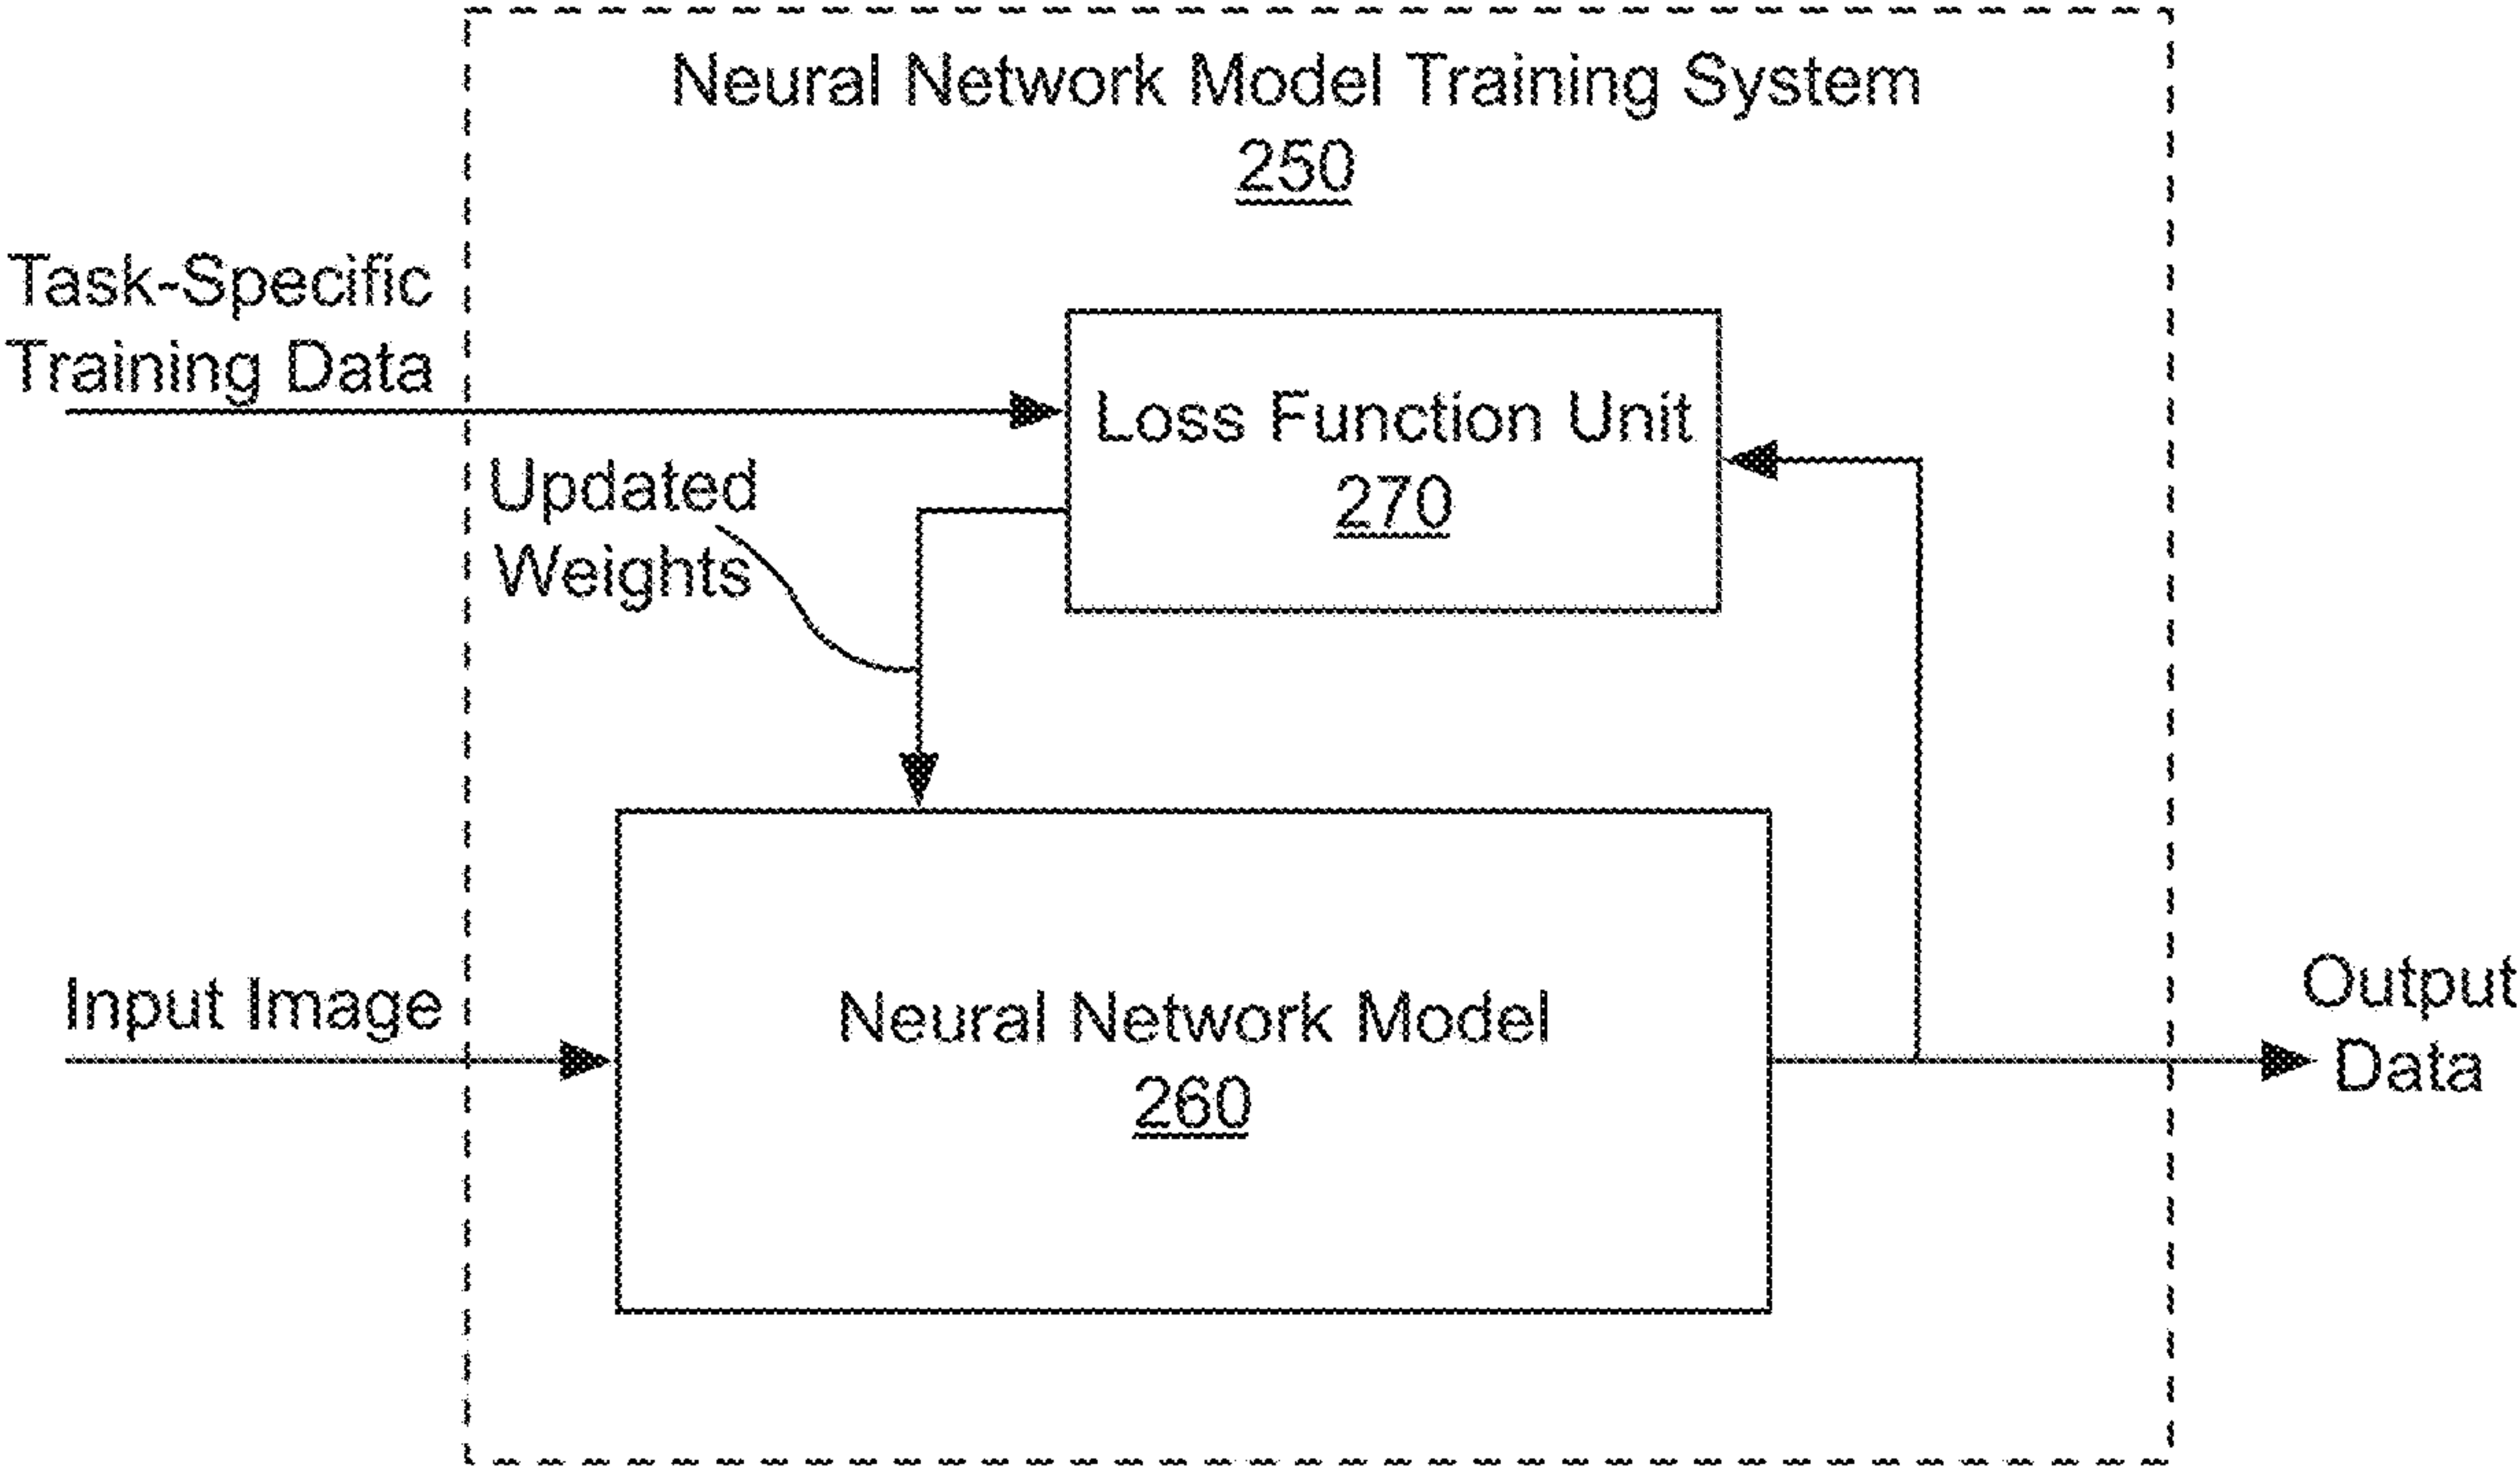 Neural Network Model Training System
250
Task-Specific
Training Data
Loss Function Unit
270
Updated
Weights
Input Image
Neural Network Model
260
Output
Data